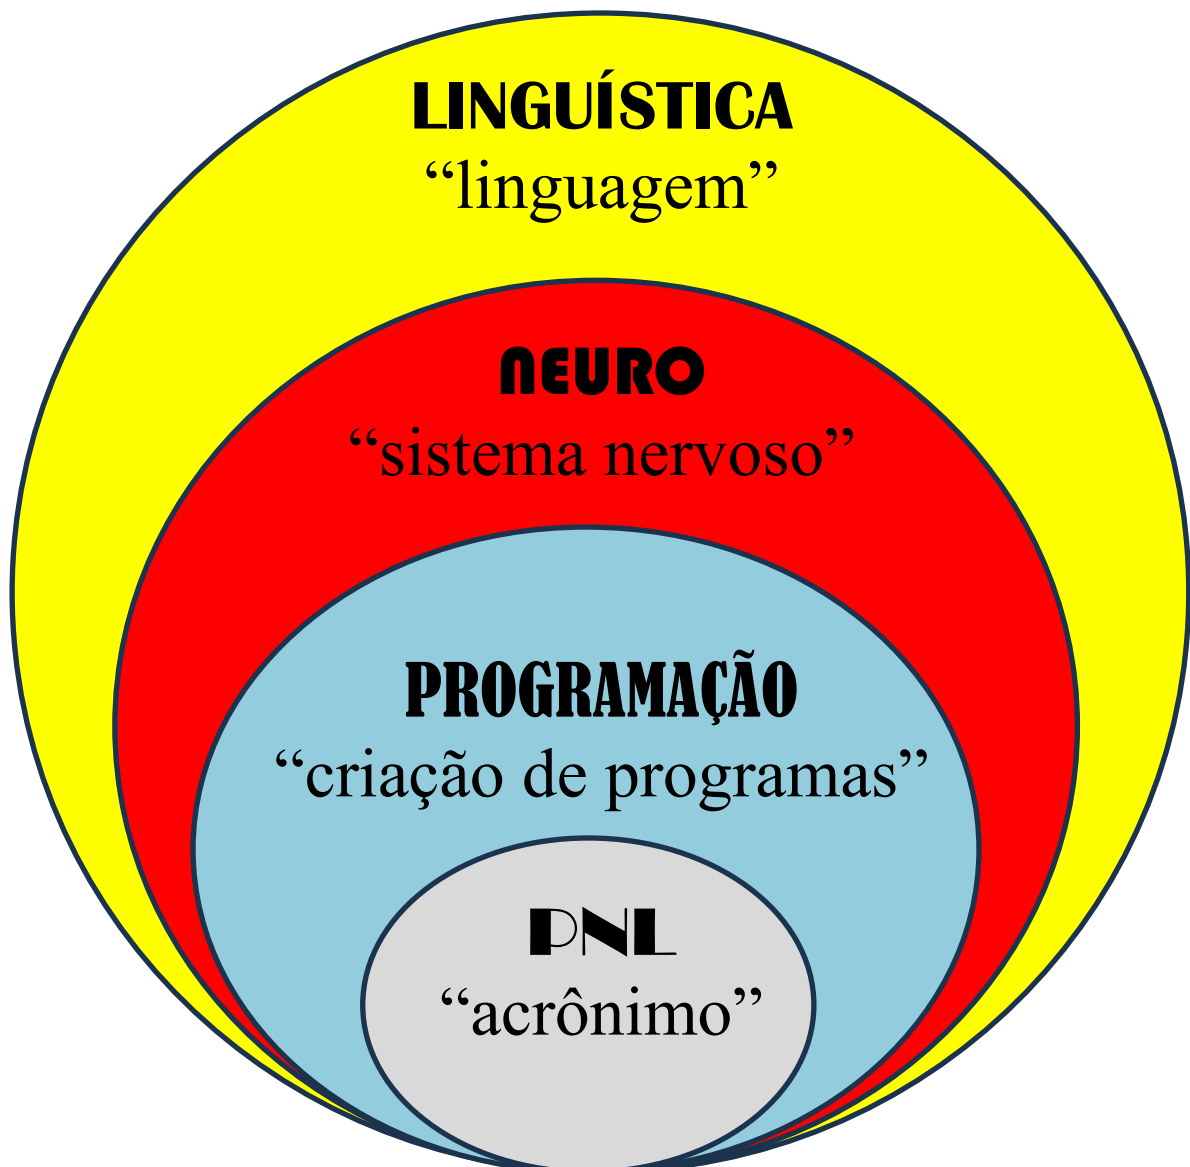 LINGUÍSTICA
“linguagem”
NEURO
“sistema nervoso”
PROGRAMAÇÃO
“criação de programas”
PNL
“acrônimo”